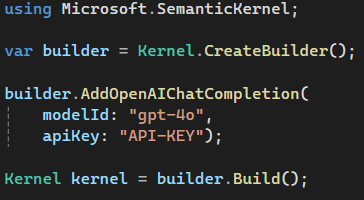 using Microsoft.SemanticKernel;
var builder = Kernel.CreateBuilder();
builder.AddOpenAIChatCompletion(
modelId: "gpt-4o",
apiKey: "API-KEY");
Kernel kernel = builder.Build();